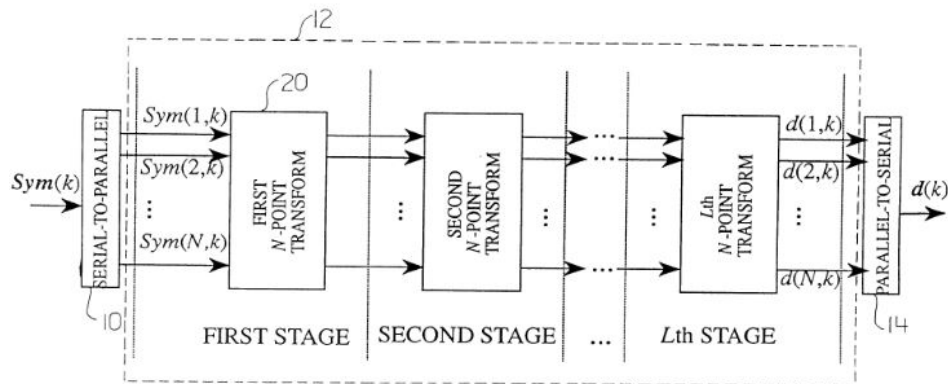 12
20
Sym(k)
SERIAL-TO-PARALLEL
10
Sym(1,k)
Sym(2,k)
...
Sym(N,k)
FIRST
N-POINT
TRANSFORM
...
SECOND
N-POINT
TRANSFORM
...
...
...
...
...
Lth
N-POINT
TRANSFORM
d(1,k)
d(2,k)
...
d(N,k)
PARALLEL-TO-SERIAL
14
d(k)
FIRST STAGE
SECOND STAGE
...
Lth STAGE